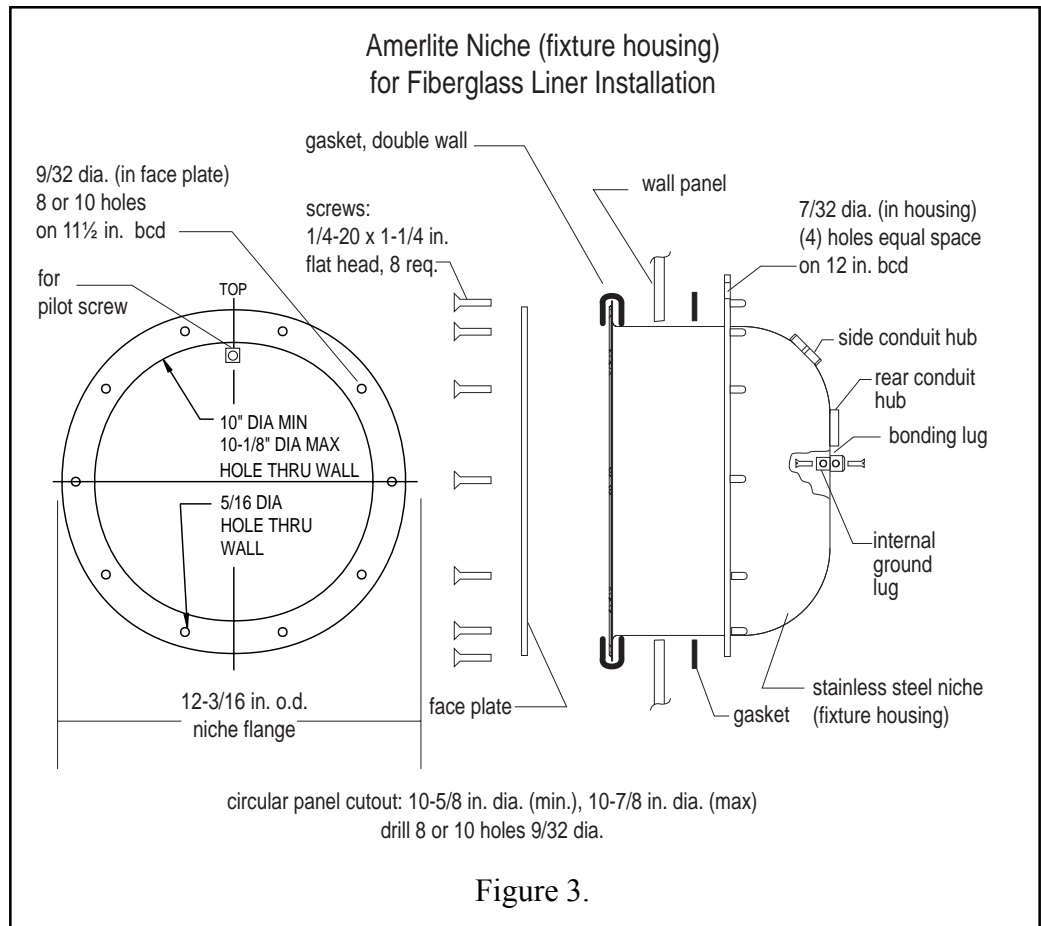 Amerlite Niche (fixture housing)
for Fiberglass Liner Installation
gasket, double wall
9/32 dia. (in face plate)
8 or 10 holes
on 11½ in. bcd
screws:
1/4-20 x 1-1/4 in.
flat head, 8 req.
wall panel
7/32 dia. (in housing)
(4) holes equal space
on 12 in. bcd
for
pilot screw
TOP
side conduit hub
rear conduit
hub
bonding lug
10" DIA MIN
10-1/8" DIA MAX
HOLE THRU WALL
5/16 DIA
HOLE THRU
WALL
internal
ground
lug
12-3/16 in. o.d.
niche flange
face plate
gasket
stainless steel niche
(fixture housing)
circular panel cutout: 10-5/8 in. dia. (min.), 10-7/8 in. dia. (max)
drill 8 or 10 holes 9/32 dia.
Figure 3.